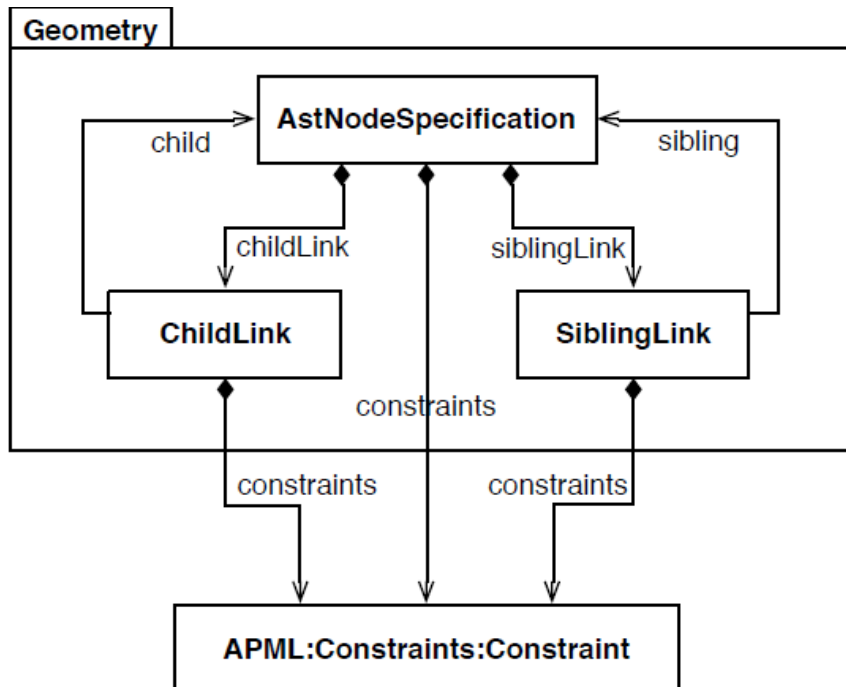 Geometry
AstNodeSpecification
child
sibling
childLink
siblingLink
ChildLink
SiblingLink
constraints
constraints
constraints
APML:Constraints:Constraint